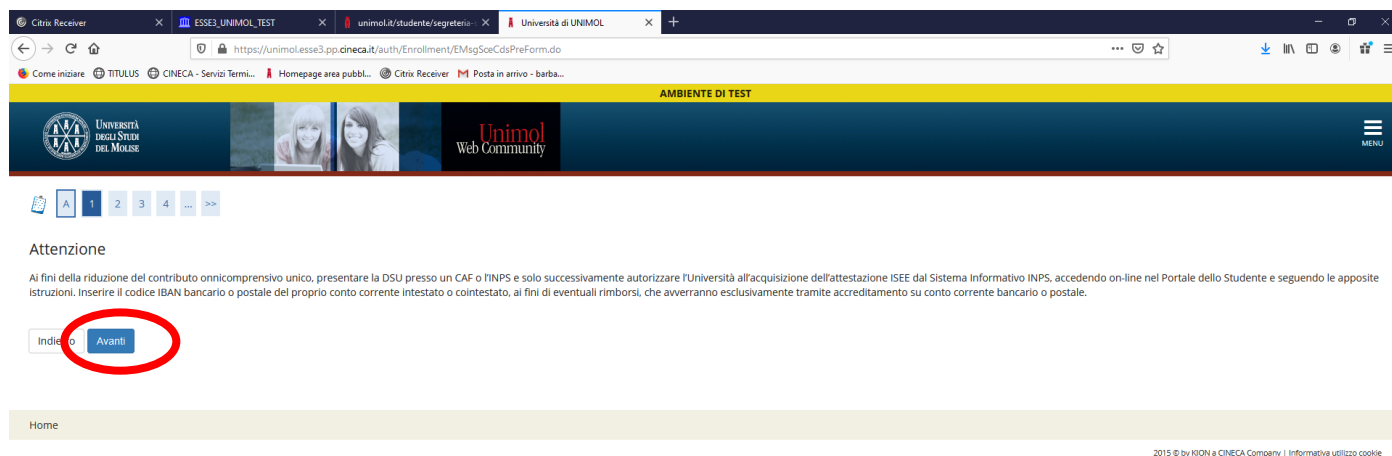 Citrix Receiver
ESSE3_UNIMOL_TEST
unimol.it/studente/segreteria-s
Università di UNIMOL
https://unimol.esse3.pp.cineca.it/auth/Enrollment/EMsgSceCdsPreForm.do
Come iniziare TITULUS CINECA - Servizi Termi... Homepage area pubbl... Citrix Receiver Posta in arrivo - barba...
AMBIENTE DI TEST
UNIVERSITÀ
DEGLI STUDI
DEL MOLISE
Unimol
Web Community
MENU
A 1 2 3 4 ... >>
Attenzione
Ai fini della riduzione del contributo onnicomprensivo unico, presentare la DSU presso un CAF o l'INPS e solo successivamente autorizzare l'Università all'acquisizione dell'attestazione ISEE dal Sistema Informativo INPS, accedendo on-line nel Portale dello Studente e seguendo le apposite
istruzioni. Inserire il codice IBAN bancario o postale del proprio conto corrente intestato o cointestato, ai fini di eventuali rimborsi, che avverranno esclusivamente tramite accreditamento su conto corrente bancario o postale.
Avanti
Home
2015 © by KION a CINECA Company | Informativa utilizzo cookie